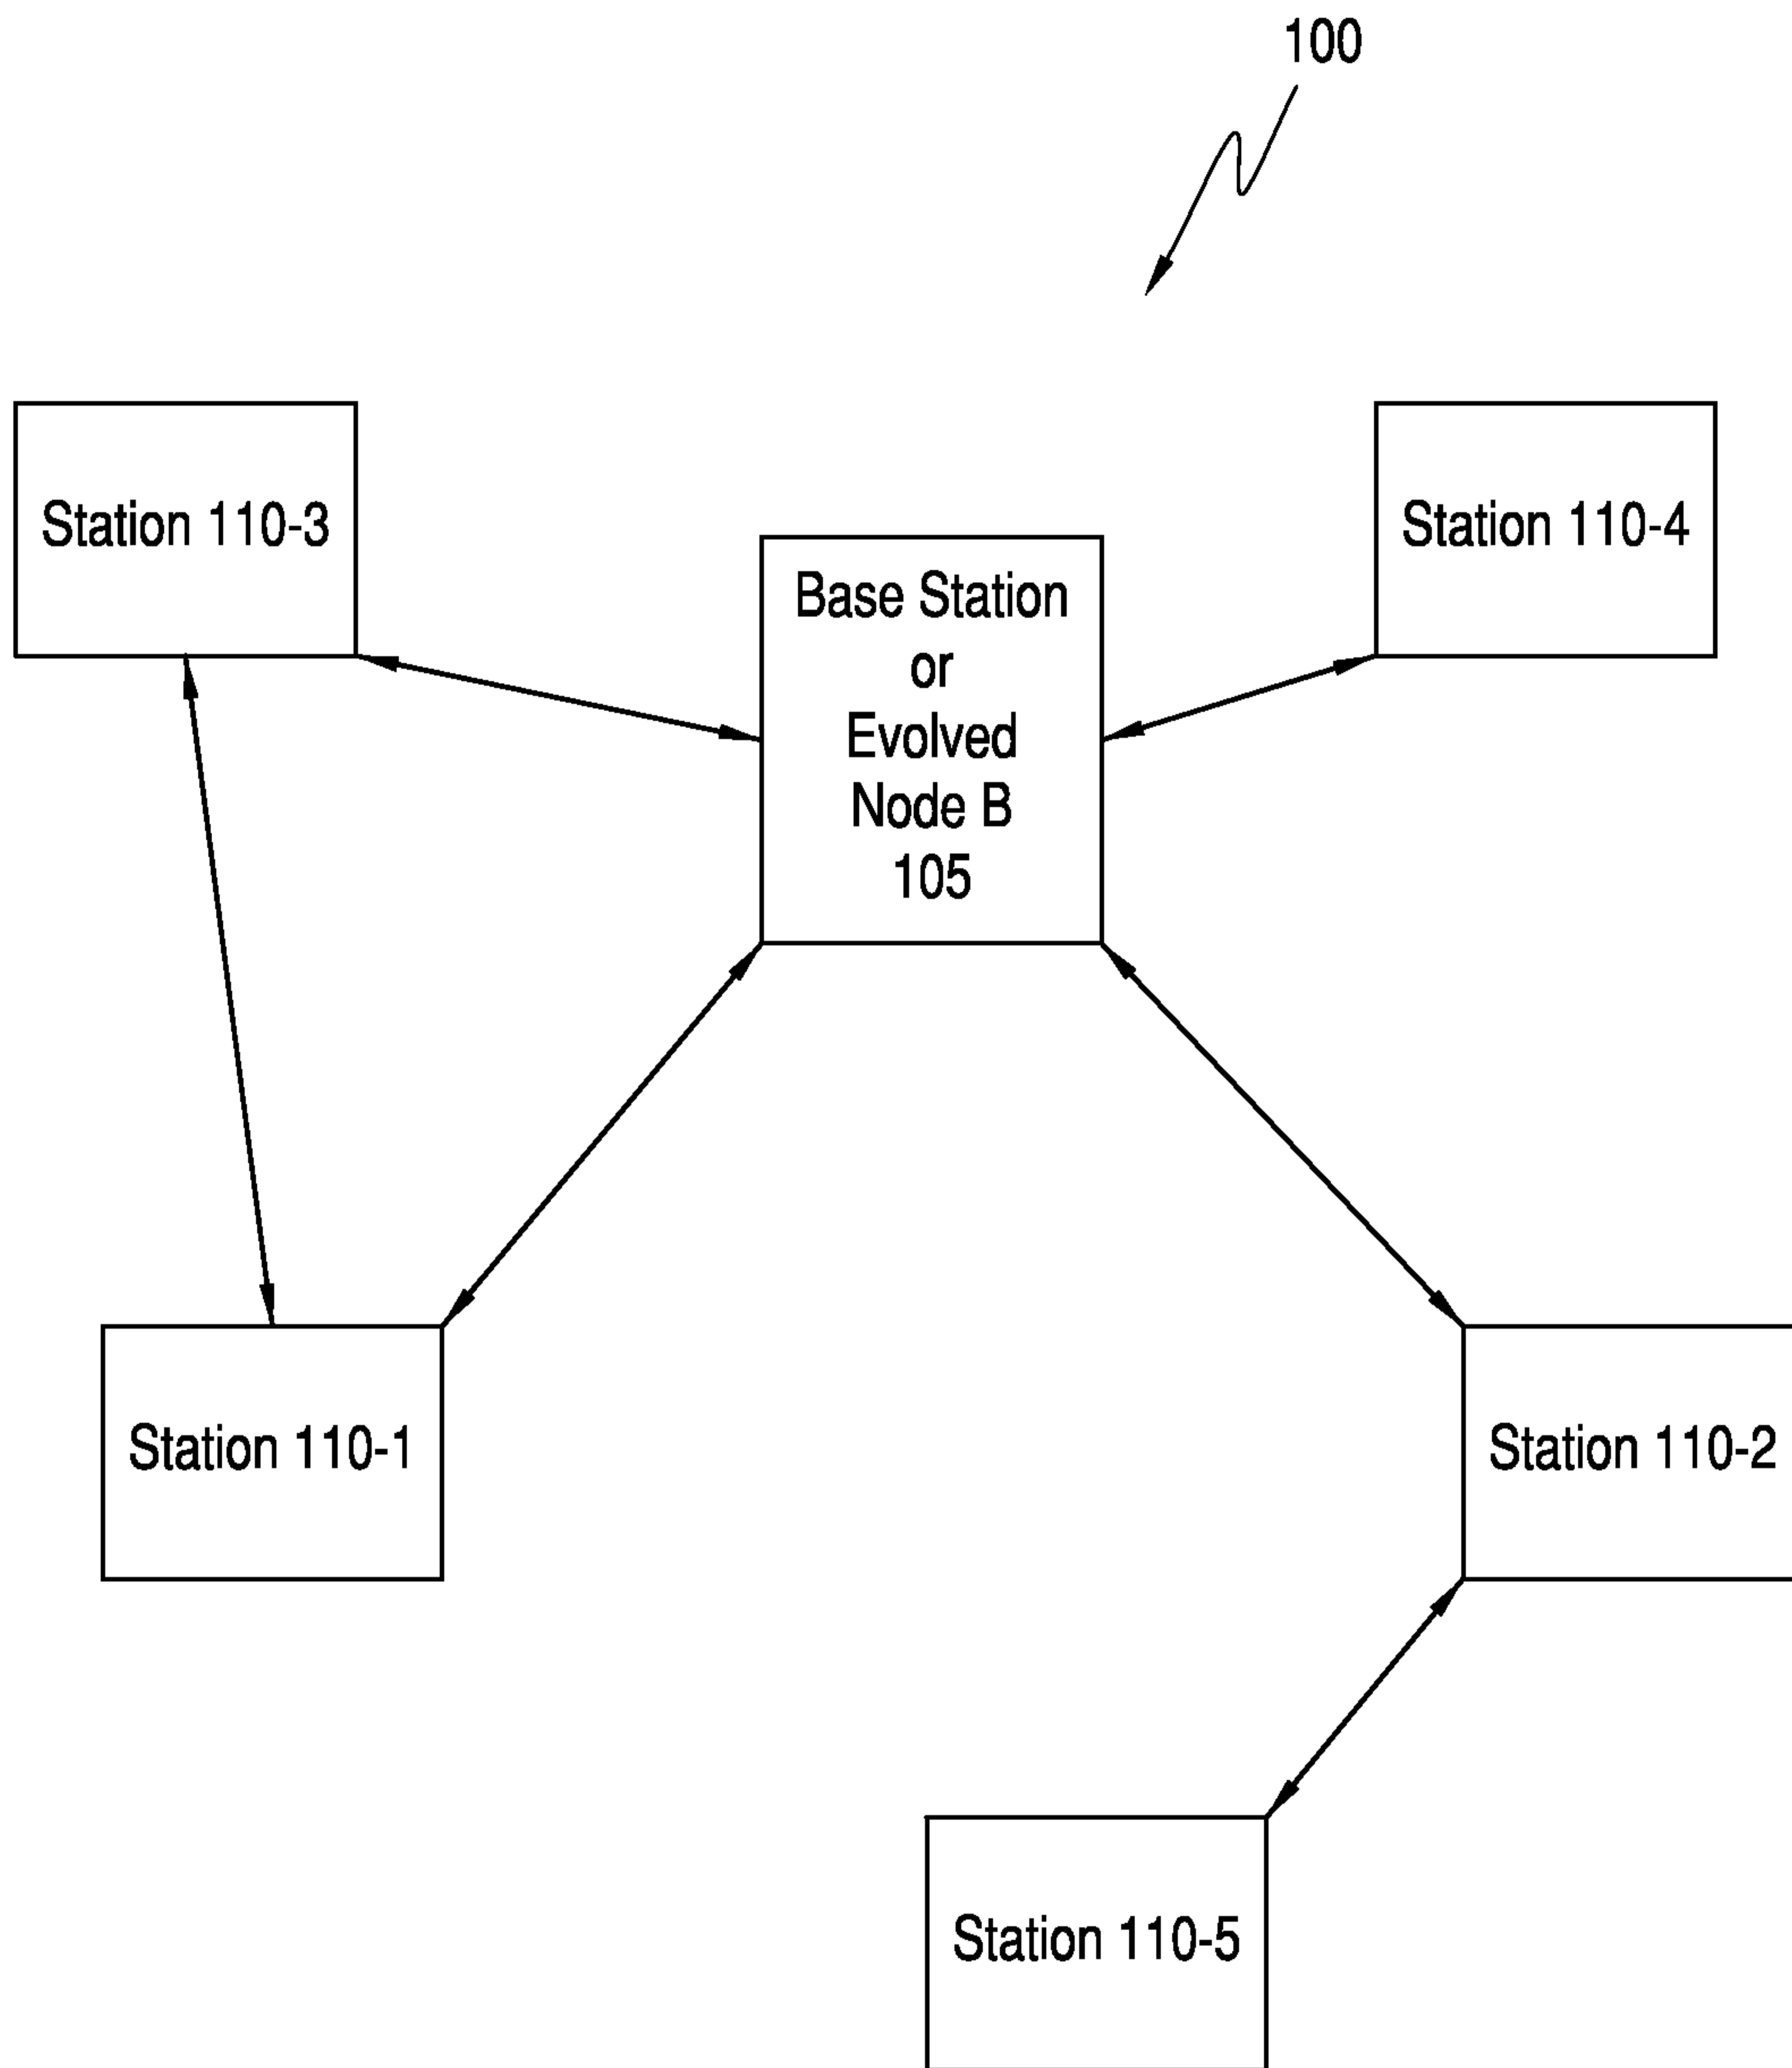 100
Station 110-3
Station 110-4
Base Station
or
Evolved
Node B
105
Station 110-1
Station 110-2
Station 110-5